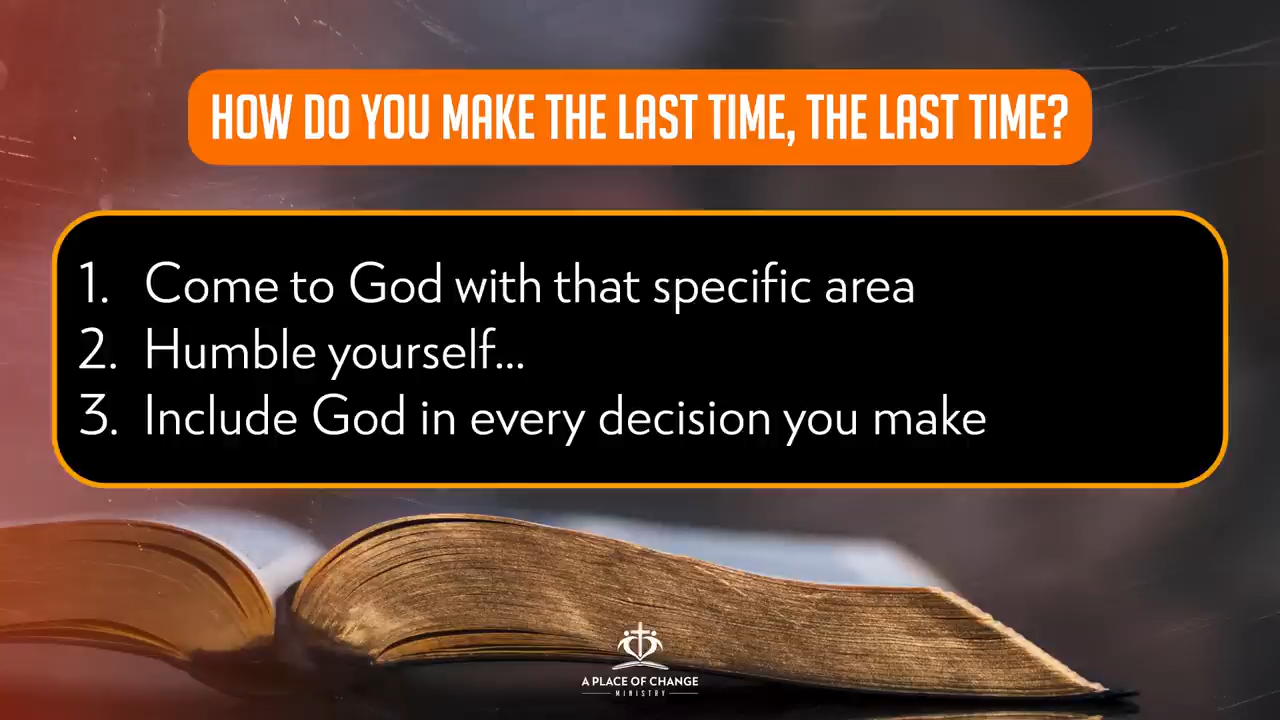 HOW DO YOU MAKE THE LAST TIME, THE LAST TIME?
1. Come to God with that specific area
2. Humble yourself...
3. Include God in every decision you make
A PLACE OF CHANGE
MINISTRY